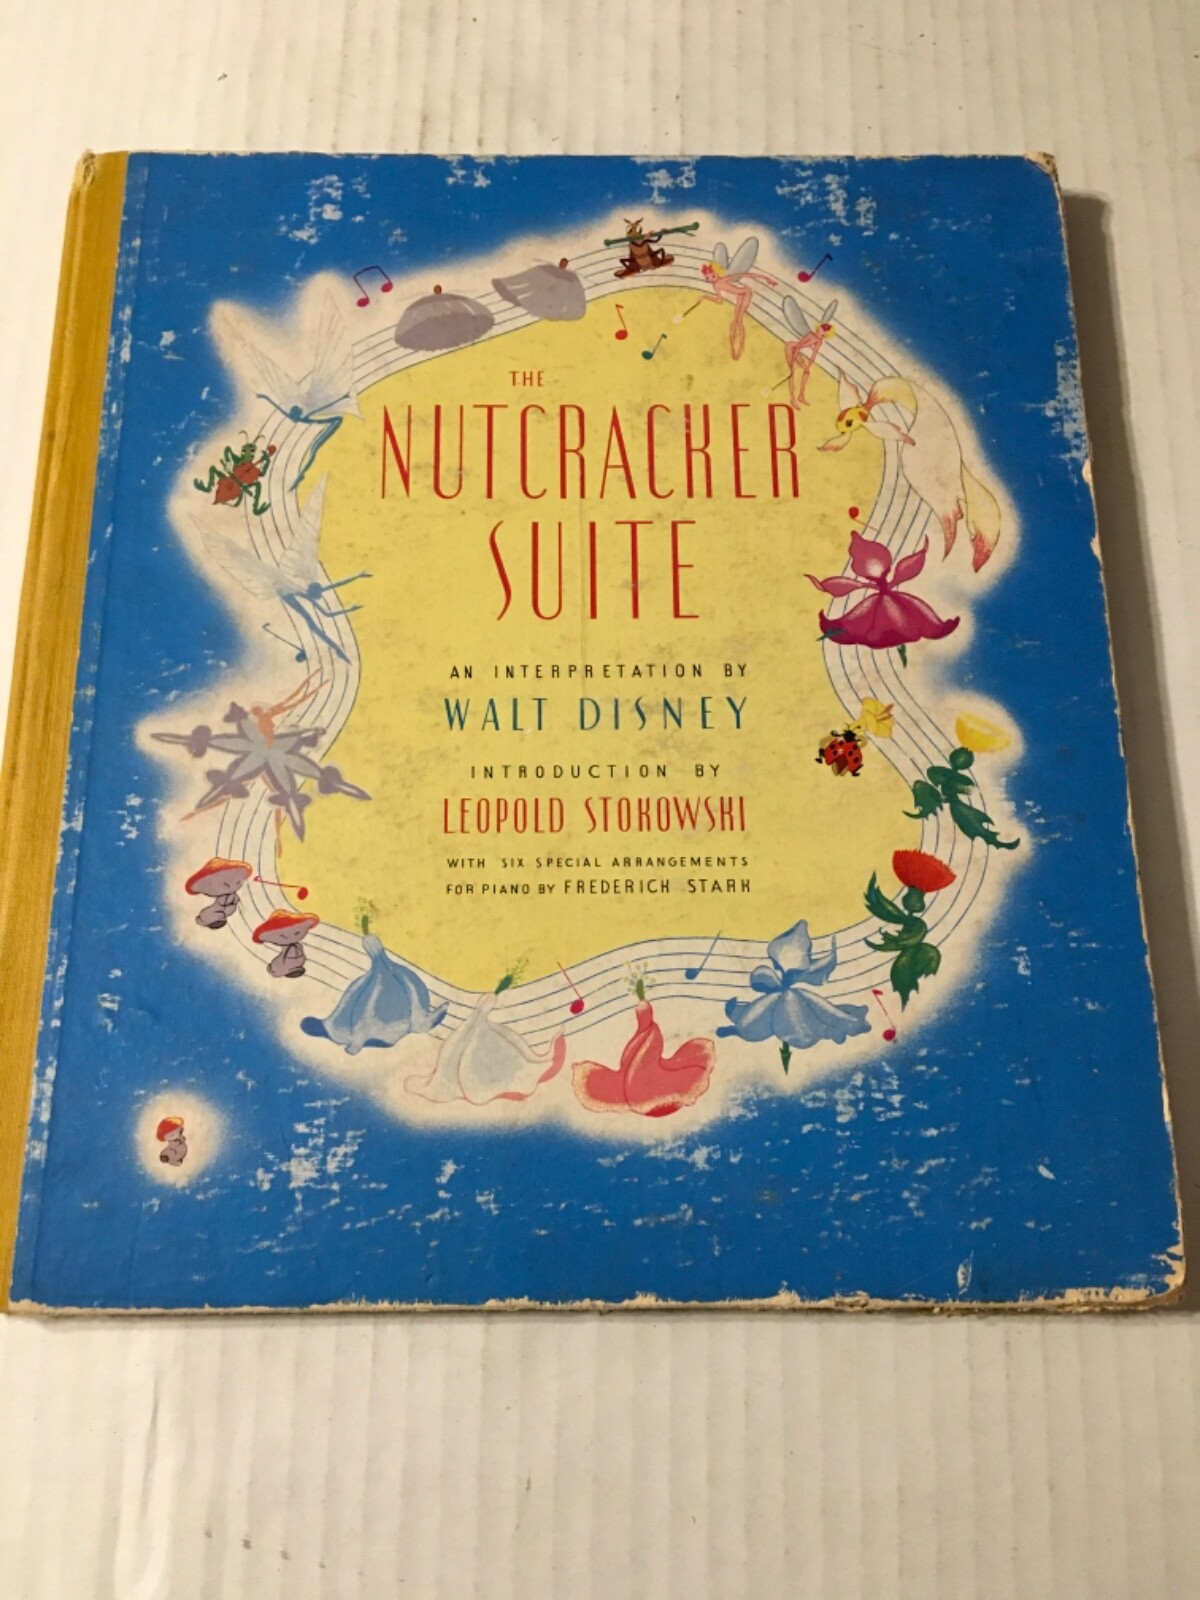 THE
NUTCRACKER
SUITE
AN INTERPRETATION BY
WALT DISNEY
INTRODUCTION BY
LEOPOLD STOKOWSKI
WITH SIX SPECIAL ARRANGEMENTS
FOR PIANO BY FREDERICK STARK